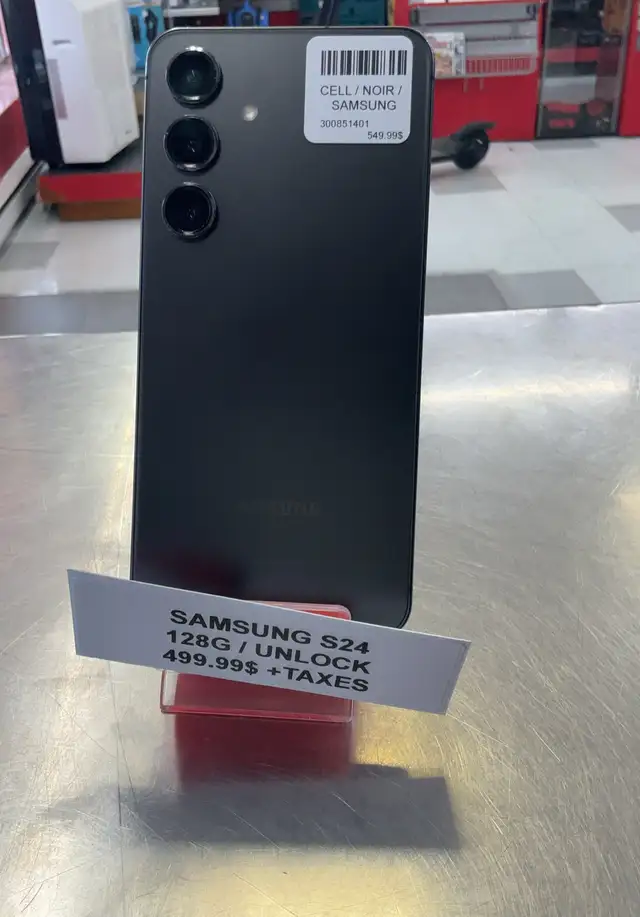 CELL / NOIR /
SAMSUNG
300851401
549.99$
SAMSUNG S24
128G / UNLOCK
499.99$ +TAXES